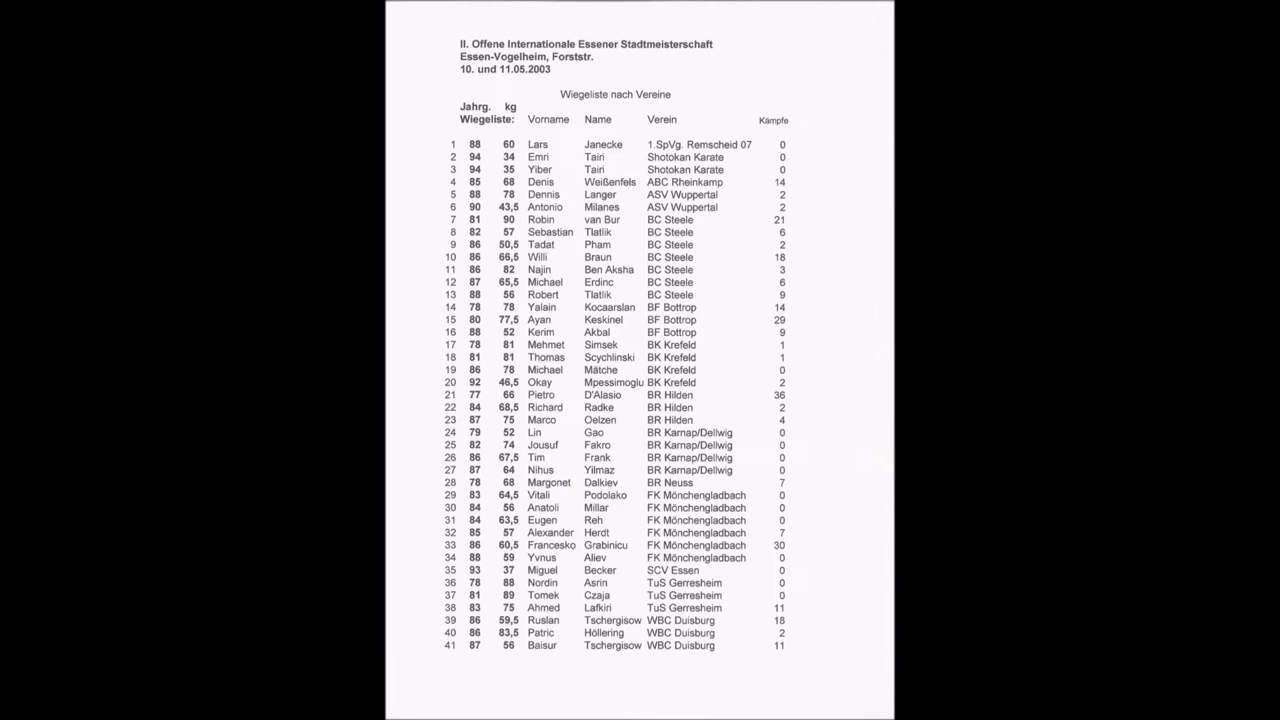 II. Offene Internationale Essener Stadtmeisterschaft
Essen-Vogelheim, Forststr.
10. und 11.05.2003
Wiegeliste nach Vereine
Jahrg. kg
Wiegeliste: Vorname Name Verein Kämpfe
1 88 60 Lars Janecke 1.SpVg. Remscheid 07 0
2 94 34 Emri Tairi Shotokan Karate 0
3 94 35 Yiber Tairi Shotokan Karate 0
4 85 68 Denis Weißenfels ABC Rheinkamp 14
5 88 78 Dennis Langer ASV Wuppertal 2
6 90 43,5 Antonio Milanes ASV Wuppertal 2
7 81 90 Robin van Bur BC Steele 21
8 82 57 Sebastian Tlatlik BC Steele 6
9 86 50,5 Tadat Pham BC Steele 2
10 86 66,5 Willi Braun BC Steele 18
11 86 82 Najin Ben Aksha BC Steele 3
12 87 65,5 Michael Erdinc BC Steele 6
13 88 56 Robert Tlatlik BC Steele 9
14 78 78 Yalain Kocaarslan BF Bottrop 14
15 80 77,5 Ayan Keskinel BF Bottrop 29
16 88 52 Kerim Akbal BF Bottrop 9
17 78 81 Mehmet Simsek BK Krefeld 1
18 81 81 Thomas Scychlinski BK Krefeld 1
19 86 78 Michael Mätche BK Krefeld 0
20 92 46,5 Okay Mpessimoglu BK Krefeld 2
21 77 66 Pietro D'Alasio BR Hilden 36
22 84 68,5 Richard Radke BR Hilden 2
23 87 75 Marco Oelzen BR Hilden 4
24 79 52 Lin Gao BR Karnap/Dellwig 0
25 82 74 Jousuf Fakro BR Karnap/Dellwig 0
26 86 67,5 Tim Frank BR Karnap/Dellwig 0
27 87 64 Nihus Yilmaz BR Karnap/Dellwig 0
28 78 68 Margonet Dalkiev BR Neuss 7
29 83 64,5 Vitali Podolako FK Mönchengladbach 0
30 84 56 Anatoli Millar FK Mönchengladbach 0
31 84 63,5 Eugen Reh FK Mönchengladbach 0
32 85 57 Alexander Herdt FK Mönchengladbach 7
33 86 60,5 Francesko Grabinicu FK Mönchengladbach 30
34 88 59 Yvnus Aliev FK Mönchengladbach 0
35 93 37 Miguel Becker SCV Essen 0
36 78 88 Nordin Asrin TuS Gerresheim 0
37 81 89 Tomek Czaja TuS Gerresheim 0
38 83 75 Ahmed Lafkiri TuS Gerresheim 11
39 86 59,5 Ruslan Tschergisow WBC Duisburg 18
40 86 83,5 Patric Höllering WBC Duisburg 2
41 87 56 Baisur Tschergisow WBC Duisburg 11